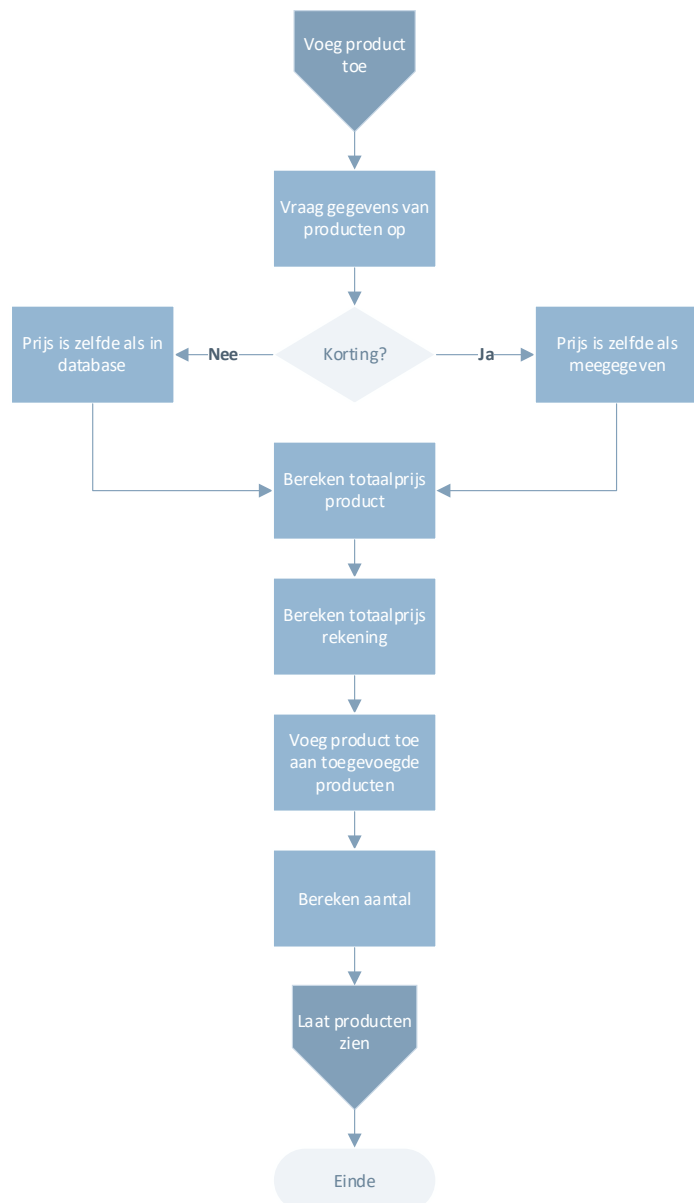 Voeg product
toe
Vraag gegevens van
producten op
Prijs is zelfde als in
database
Nee
Korting?
Ja
Prijs is zelfde als
meegegeven
Bereken totaalprijs
product
Bereken totaalprijs
rekening
Voeg product toe
aan toegevoegde
producten
Bereken aantal
Laat producten
zien
Einde